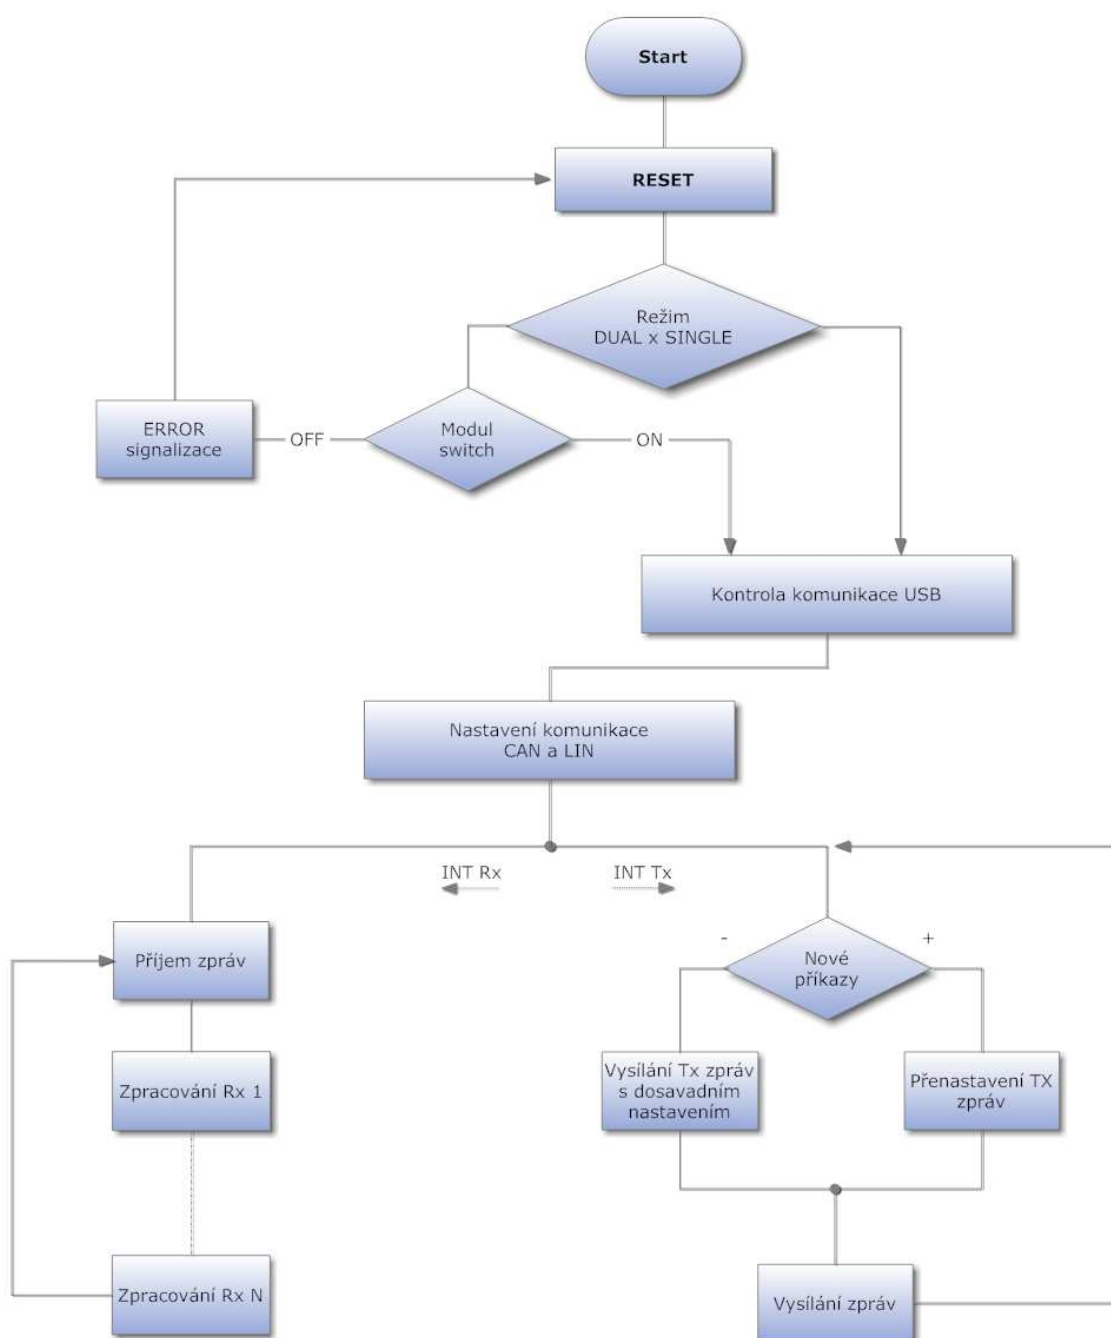 Start
RESET
Režim
DUAL x SINGLE
ERROR
signalizace
OFF
Modul
switch
ON
Kontrola komunikace USB
Nastavení komunikace
CAN a LIN
INT Rx
INT Tx
Příjem zpráv
-
+
Nové
příkazy
Zpracování Rx 1
Vysílání Tx zpráv
s dosavadním
nastavením
Přenastavení TX
zpráv
Zpracování Rx N
Vysílání zpráv